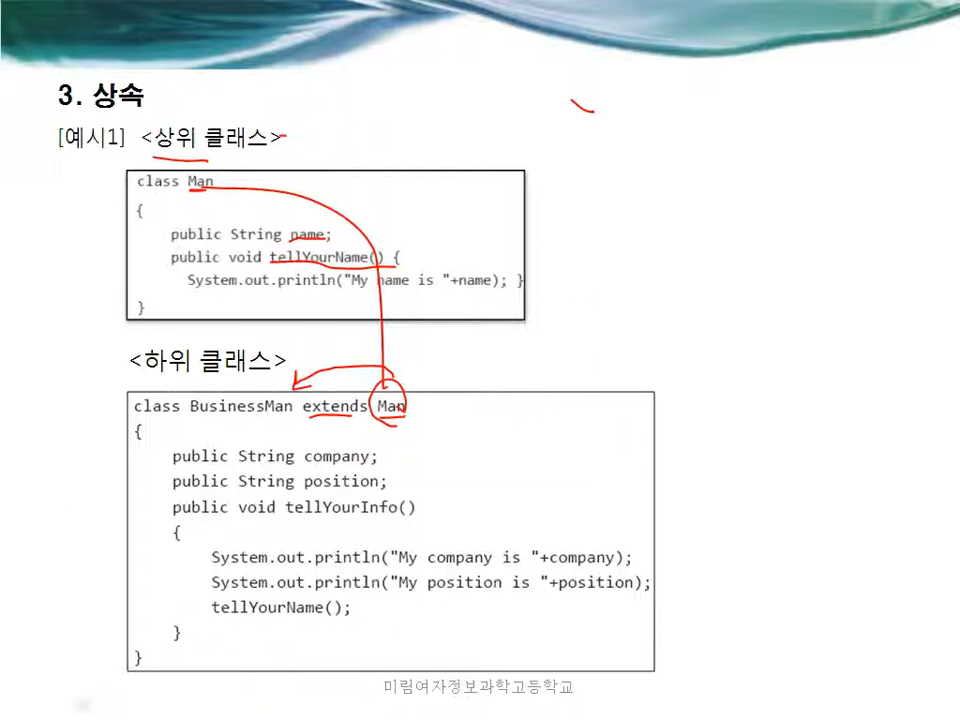 3. 상속
[예시1] <상위 클래스>
class Man
{
public String name;
public void tellYourName() {
System.out.println("My name is "+name); }
}
<하위 클래스>
class BusinessMan extends Man
{
public String company;
public String position;
public void tellYourInfo()
{
System.out.println("My company is "+company);
System.out.println("My position is "+position);
tellYourName();
}
}
미림여자정보과학고등학교